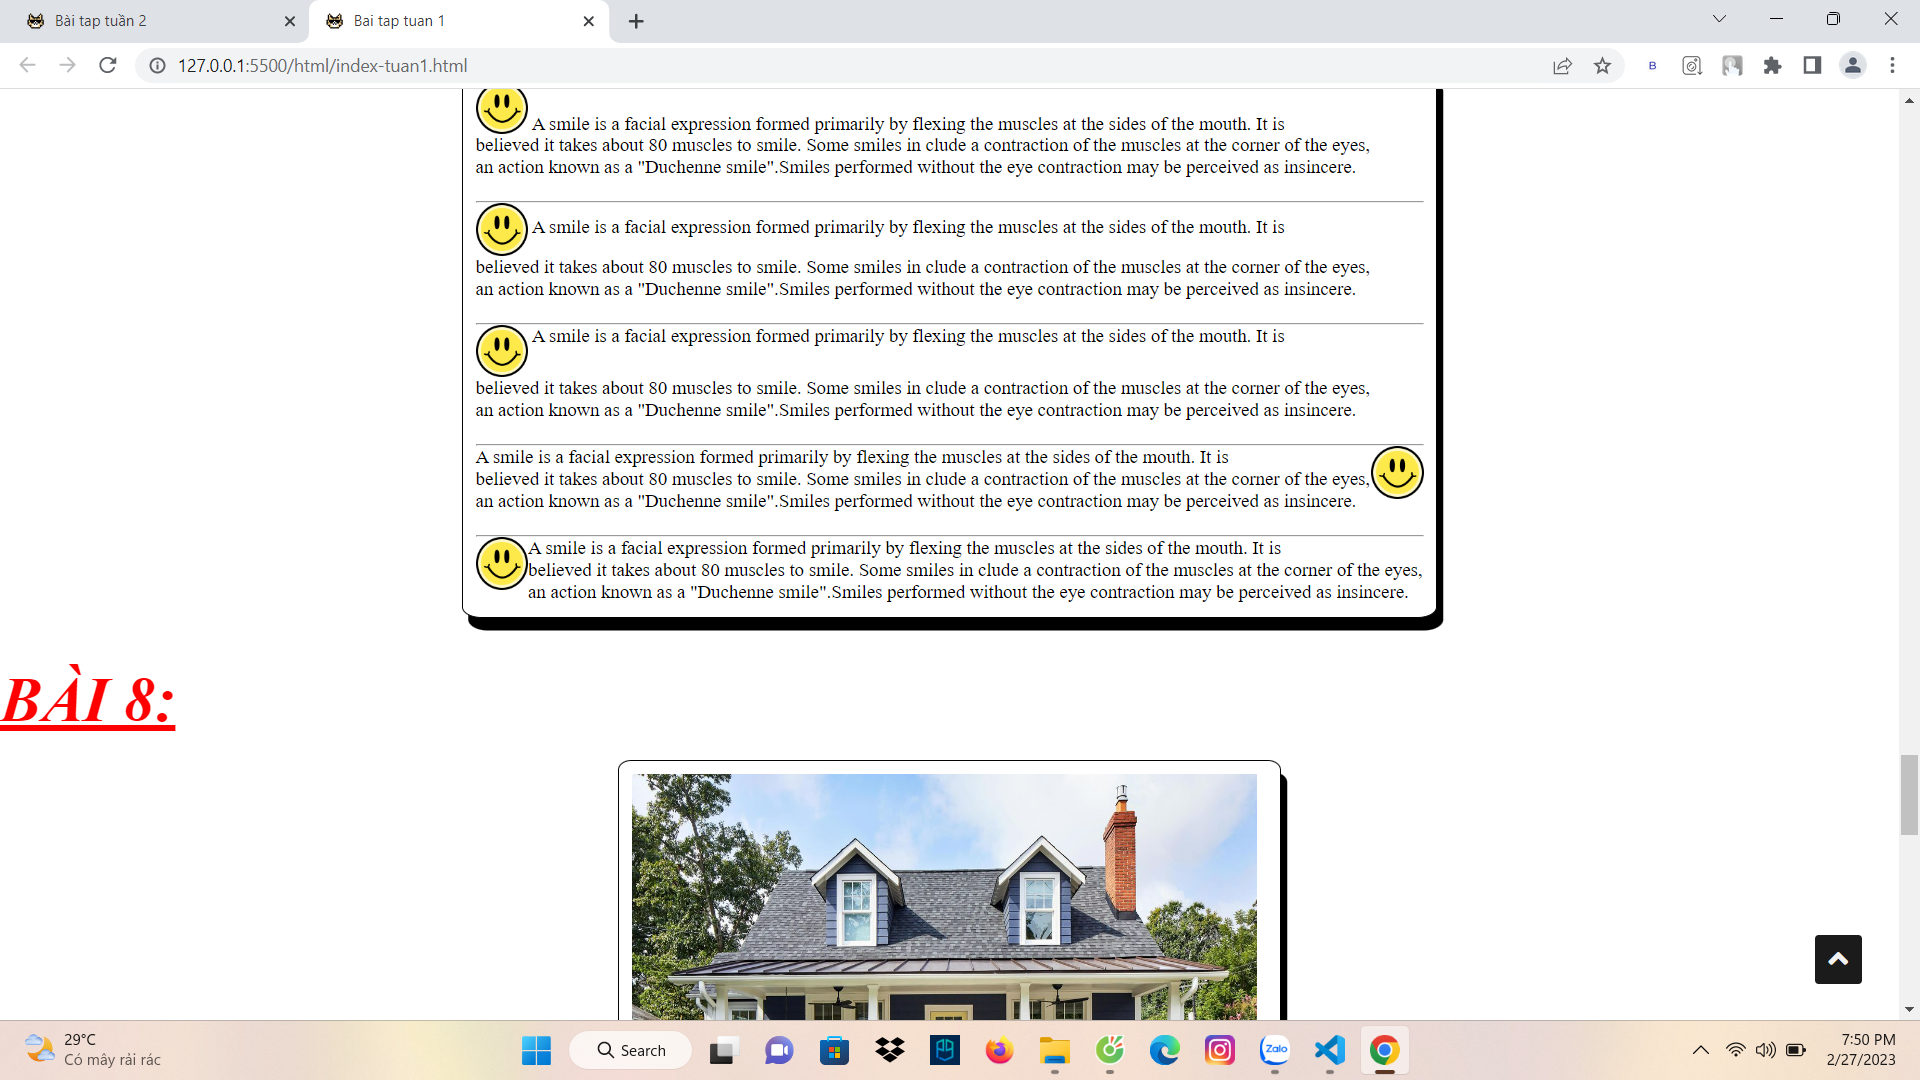 Bài tap tuần 2
Bai tap tuan 1
127.0.0.1:5500/html/index-tuan1.html
B
A smile is a facial expression formed primarily by flexing the muscles at the sides of the mouth. It is
believed it takes about 80 muscles to smile. Some smiles in clude a contraction of the muscles at the corner of the eyes,
an action known as a "Duchenne smile".Smiles performed without the eye contraction may be perceived as insincere.
A smile is a facial expression formed primarily by flexing the muscles at the sides of the mouth. It is
believed it takes about 80 muscles to smile. Some smiles in clude a contraction of the muscles at the corner of the eyes,
an action known as a "Duchenne smile".Smiles performed without the eye contraction may be perceived as insincere.
A smile is a facial expression formed primarily by flexing the muscles at the sides of the mouth. It is
believed it takes about 80 muscles to smile. Some smiles in clude a contraction of the muscles at the corner of the eyes,
an action known as a "Duchenne smile".Smiles performed without the eye contraction may be perceived as insincere.
A smile is a facial expression formed primarily by flexing the muscles at the sides of the mouth. It is
believed it takes about 80 muscles to smile. Some smiles in clude a contraction of the muscles at the corner of the eyes,
an action known as a "Duchenne smile".Smiles performed without the eye contraction may be perceived as insincere.
A smile is a facial expression formed primarily by flexing the muscles at the sides of the mouth. It is
believed it takes about 80 muscles to smile. Some smiles in clude a contraction of the muscles at the corner of the eyes,
an action known as a "Duchenne smile".Smiles performed without the eye contraction may be perceived as insincere.
BÀI 8:
29°C
Có mây rải rác
Search
Zalo
7:50 PM
2/27/2023